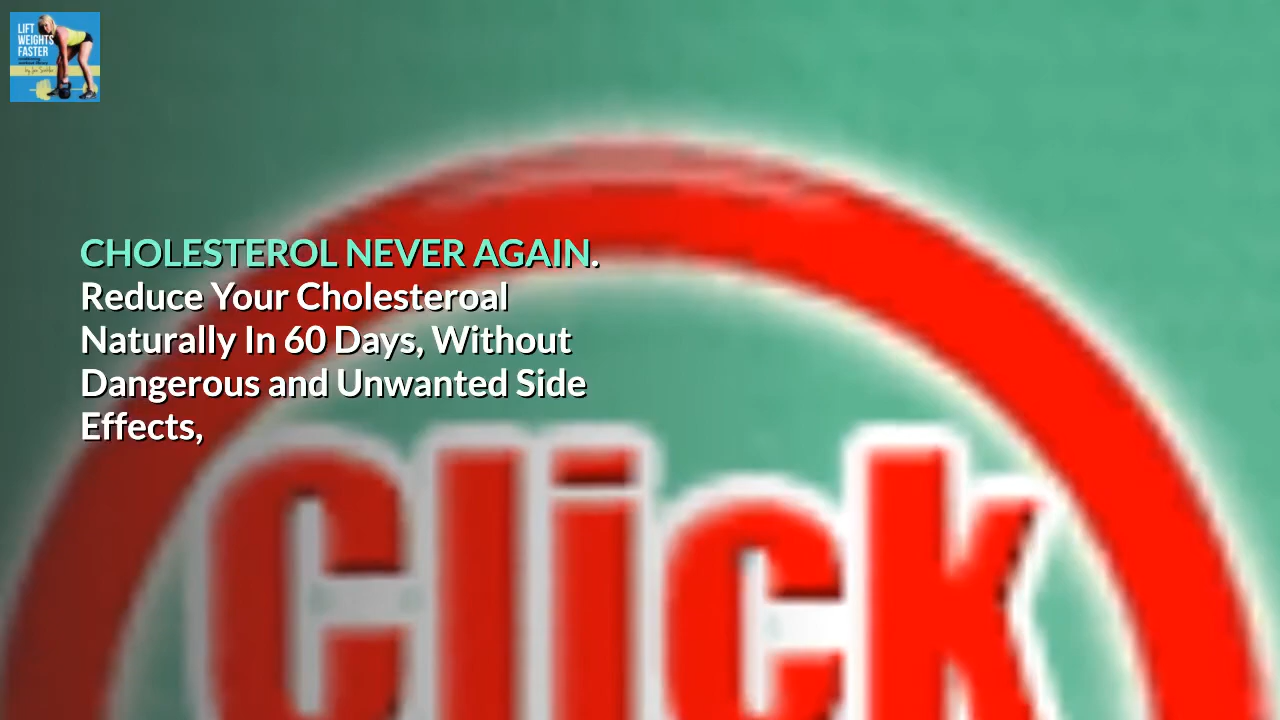 LIFT
WEIGHTS
FASTER
CHOLESTEROL NEVER AGAIN.
Reduce Your Cholesteroal
Naturally In 60 Days, Without
Dangerous and Unwanted Side
Effects,
Click